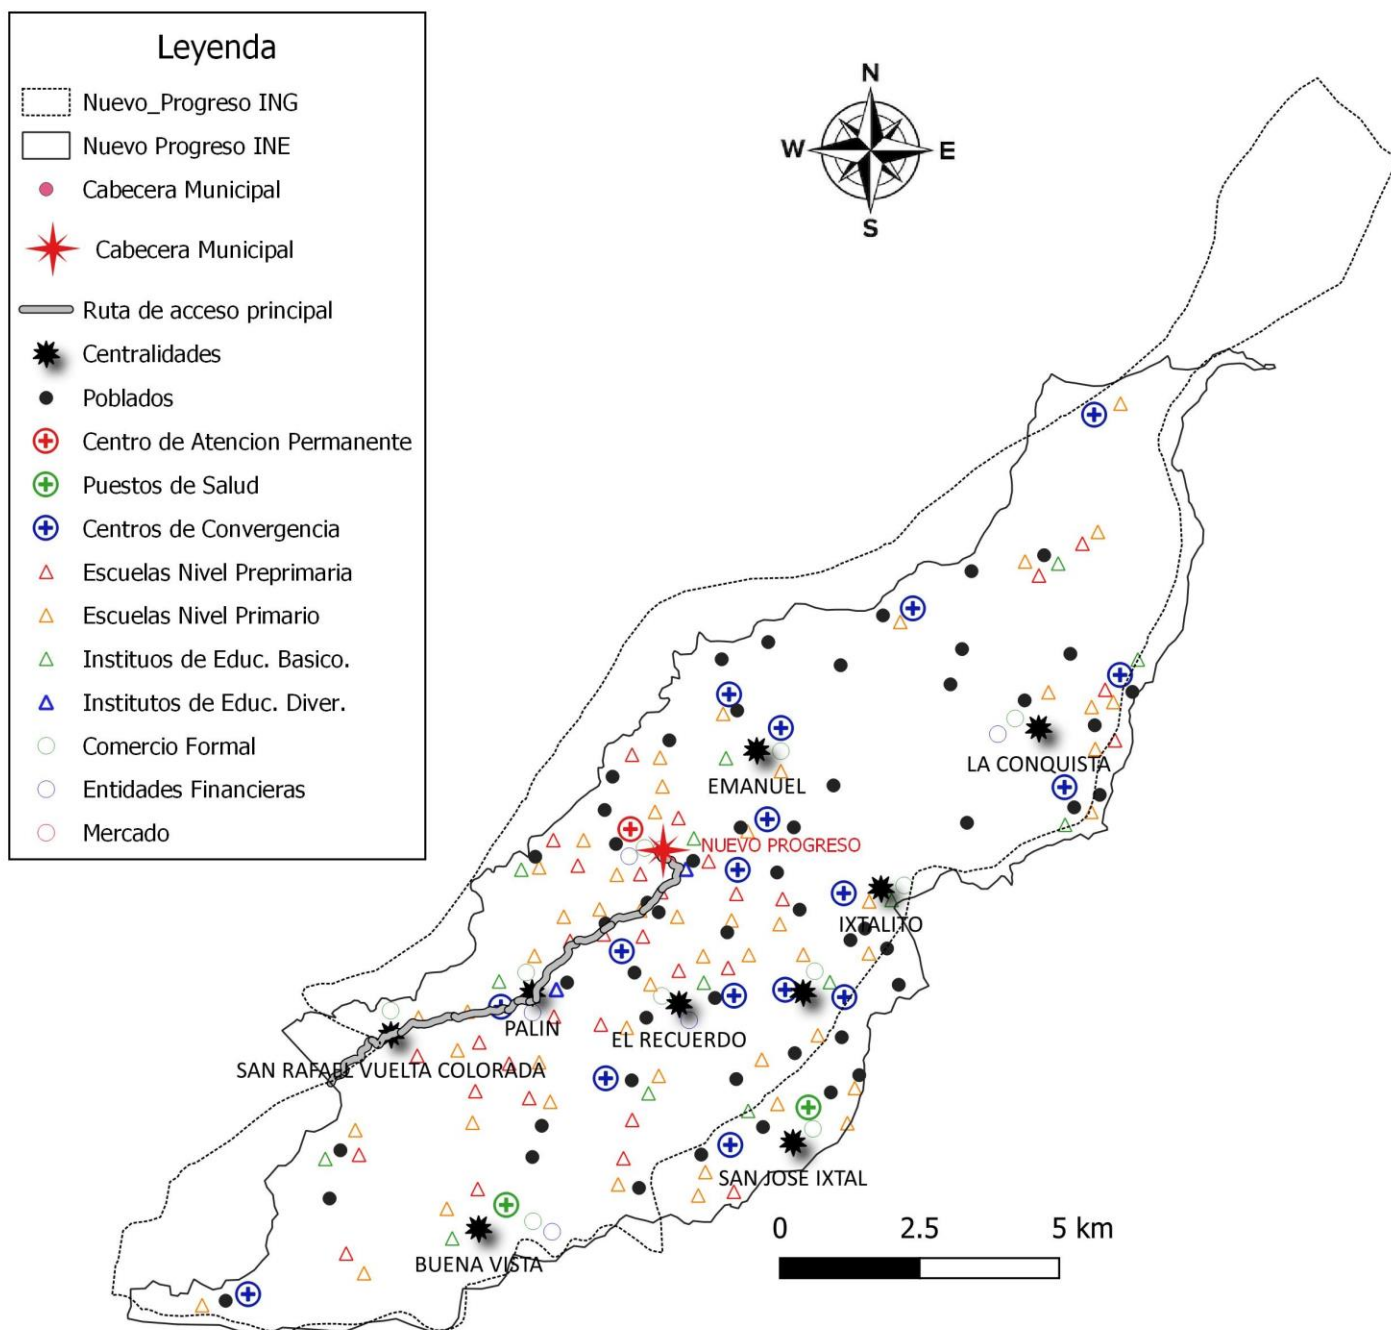 Leyenda
Nuevo_Progreso ING
Nuevo Progreso INE
Cabecera Municipal
Cabecera Municipal
Ruta de acceso principal
Centralidades
Poblados
Centro de Atencion Permanente
Puestos de Salud
Centros de Convergencia
Escuelas Nivel Preprimaria
Escuelas Nivel Primario
Instituos de Educ. Basico.
Institutos de Educ. Diver.
Comercio Formal
Entidades Financieras
Mercado
N
W
E
S
LA CONQUISTA
EMANUEL
NUEVO PROGRESO
IXTALITO
PALIN
EL RECUERDO
SAN RAFAEL VUELTA COLORADA
SAN JOSE IXTAL
BUENA VISTA
0 2.5 5 km